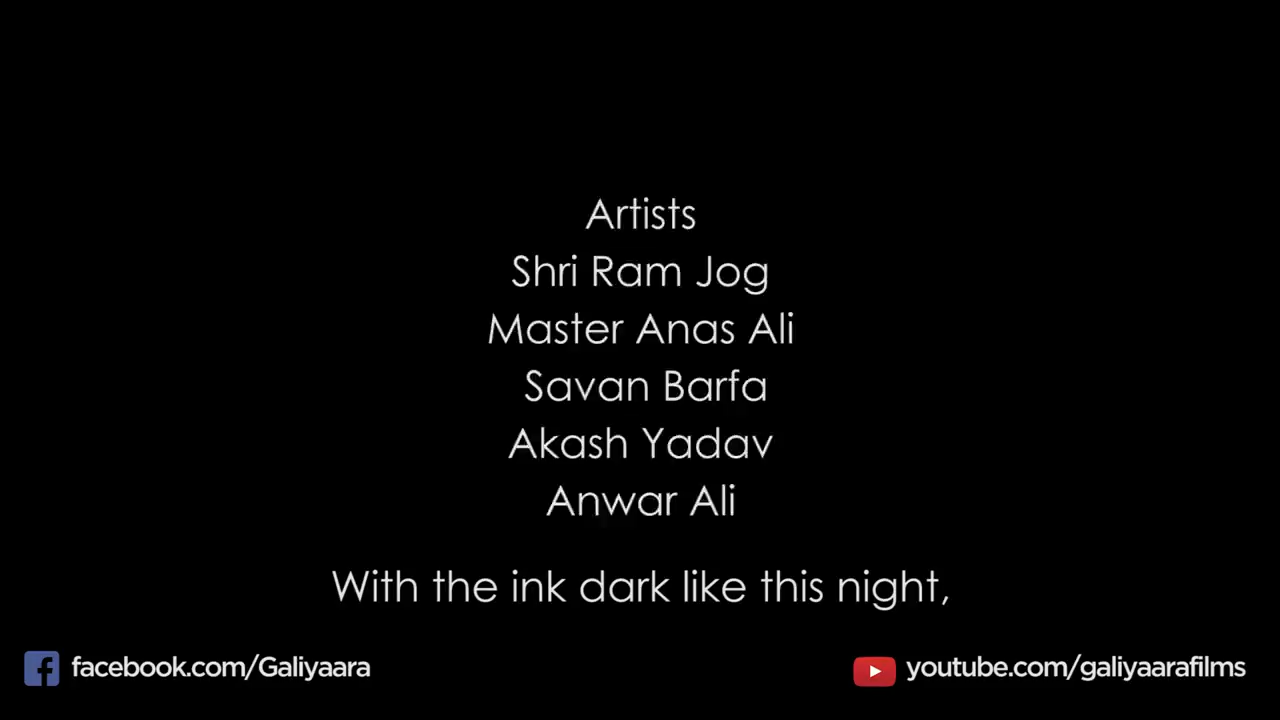 Artists
Shri Ram Jog
Master Anas Ali
Savan Barfa
Akash Yadav
Anwar Ali
With the ink dark like this night,
facebook.com/Galiyaara
youtube.com/galiyaarafilms